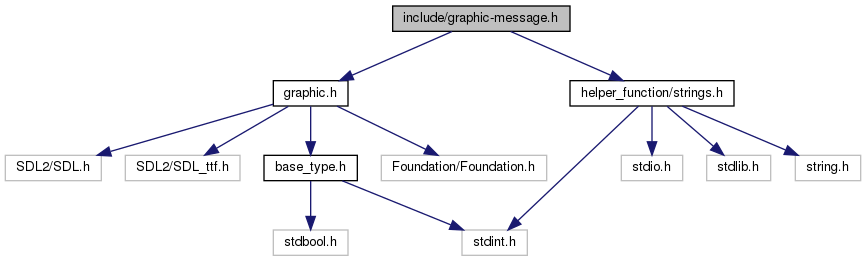 include/graphic-message.h
graphic.h
helper_function/strings.h
SDL2/SDL.h
SDL2/SDL_ttf.h
base_type.h
Foundation/Foundation.h
stdio.h
stdlib.h
string.h
stdbool.h
stdint.h